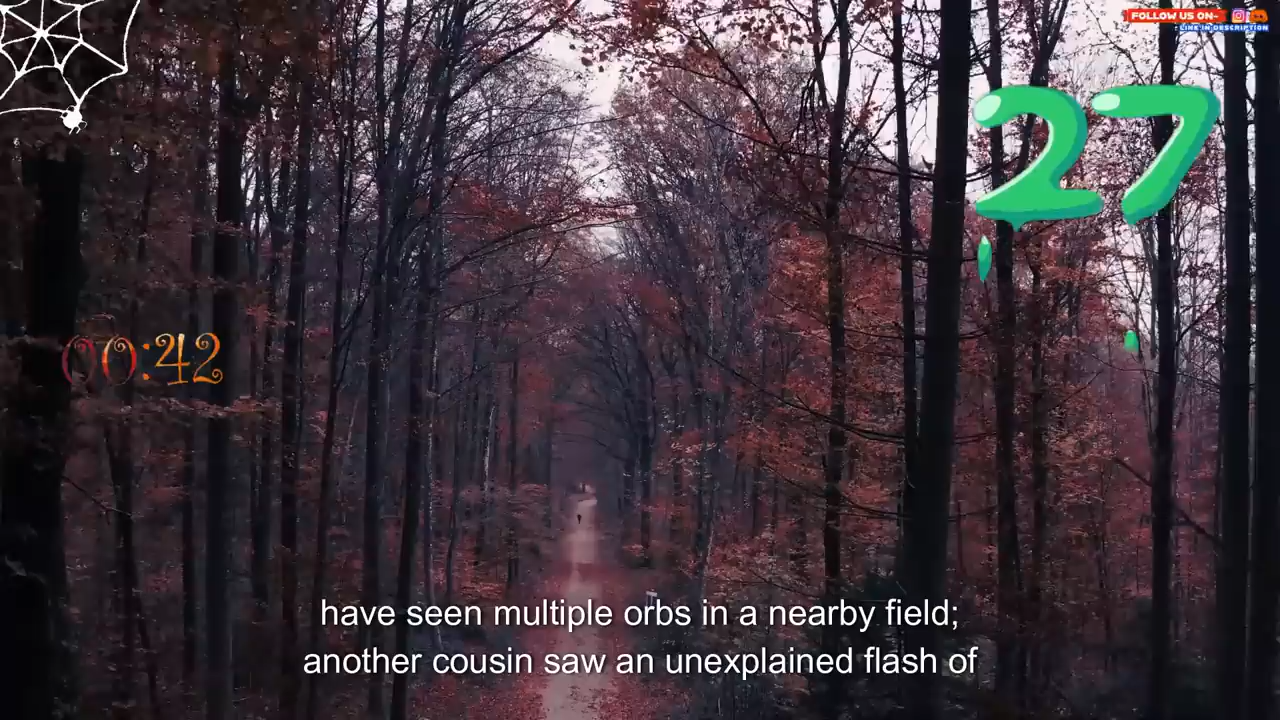 FOLLOW US ON-
LINK IN DESCRIPTION
27
00:42
have seen multiple orbs in a nearby field;
another cousin saw an unexplained flash of